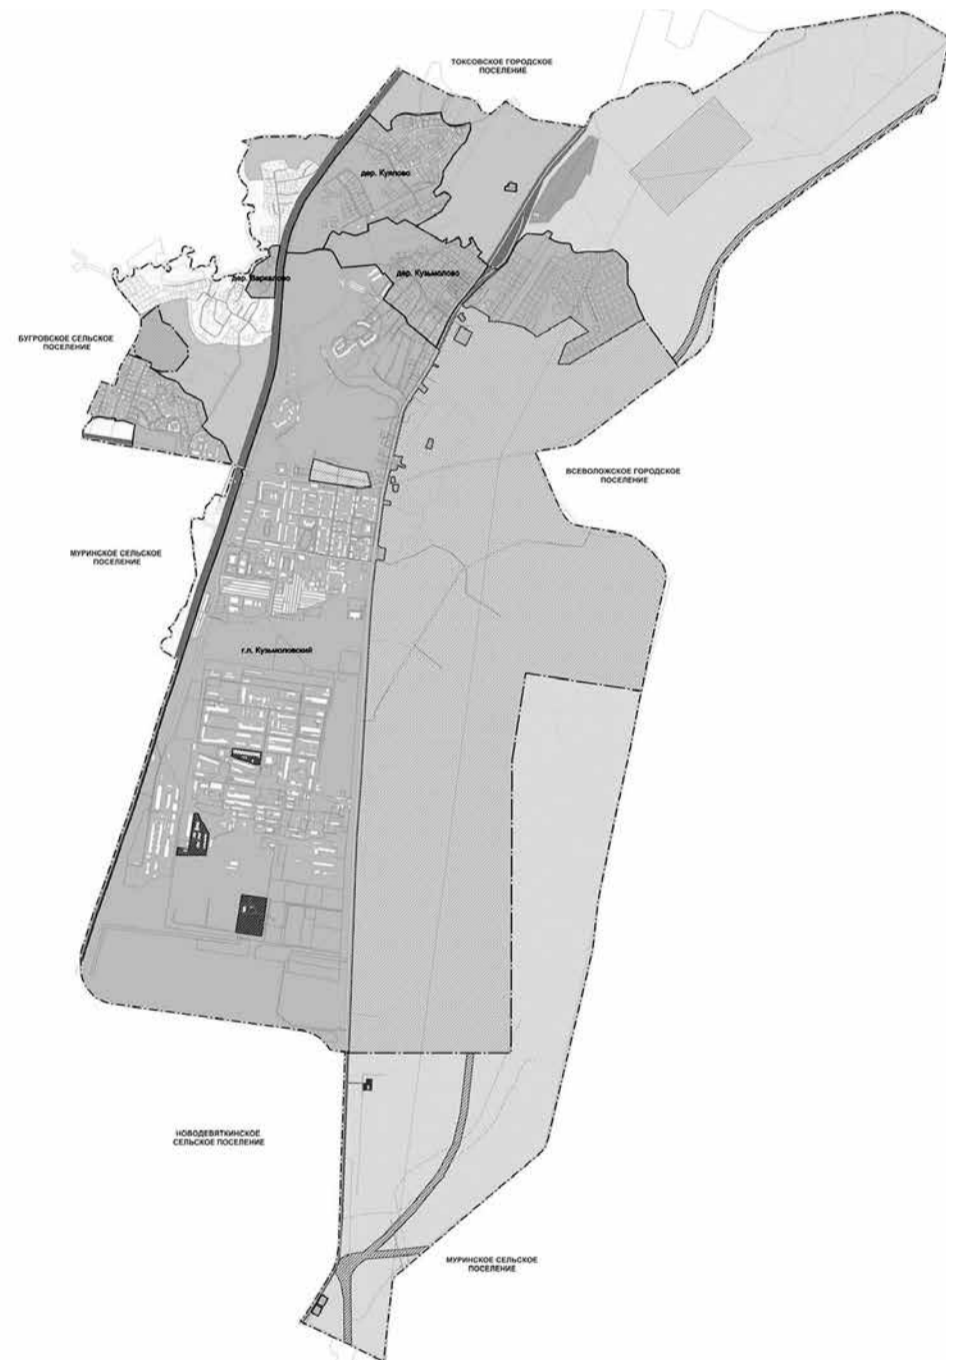 ТОКСОВСКОЕ ГОРОДСКОЕ
ПОСЕЛЕНИЕ
дер. Куялово
дер. Варкалово
дер. Кузьмолово
БУГРОВСКОЕ СЕЛЬСКОЕ
ПОСЕЛЕНИЕ
ВСЕВОЛОЖСКОЕ ГОРОДСКОЕ
ПОСЕЛЕНИЕ
МУРИНСКОЕ СЕЛЬСКОЕ
ПОСЕЛЕНИЕ
г.п. Кузьмоловский
НОВОДЕВЯТКИНСКОЕ
СЕЛЬСКОЕ ПОСЕЛЕНИЕ
МУРИНСКОЕ СЕЛЬСКОЕ
ПОСЕЛЕНИЕ